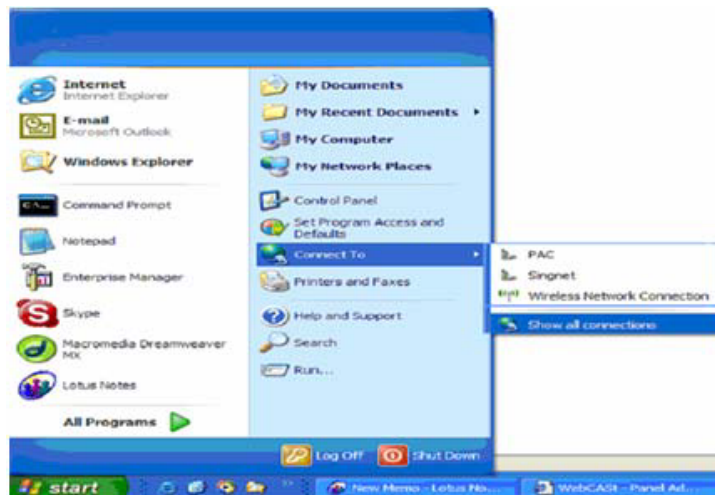 Internet
Internet Explorer
E-mail
Microsoft Outlook
Windows Explorer
Command Prompt
Notepad
Enterprise Manager
Skype
Macromedia Dreamweaver
MX
Lotus Notes
All Programs
My Documents
My Recent Documents
My Computer
My Network Places
Control Panel
Set Program Access and
Defaults
Connect To
Printers and Faxes
Help and Support
Search
Run...
PAC
Singnet
Wireless Network Connection
Show all connections
Log Off
Shut Down
start
New Memo - Lotus No...
WebCASt - Panel Ad...